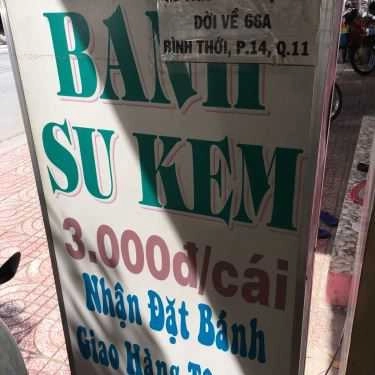 DỜI VỀ 66A
BÌNH THỚI, P.14, Q.11
BÁNH
SU KEM
3.000đ/cái
Nhận Đặt Bánh
Giao Hàng